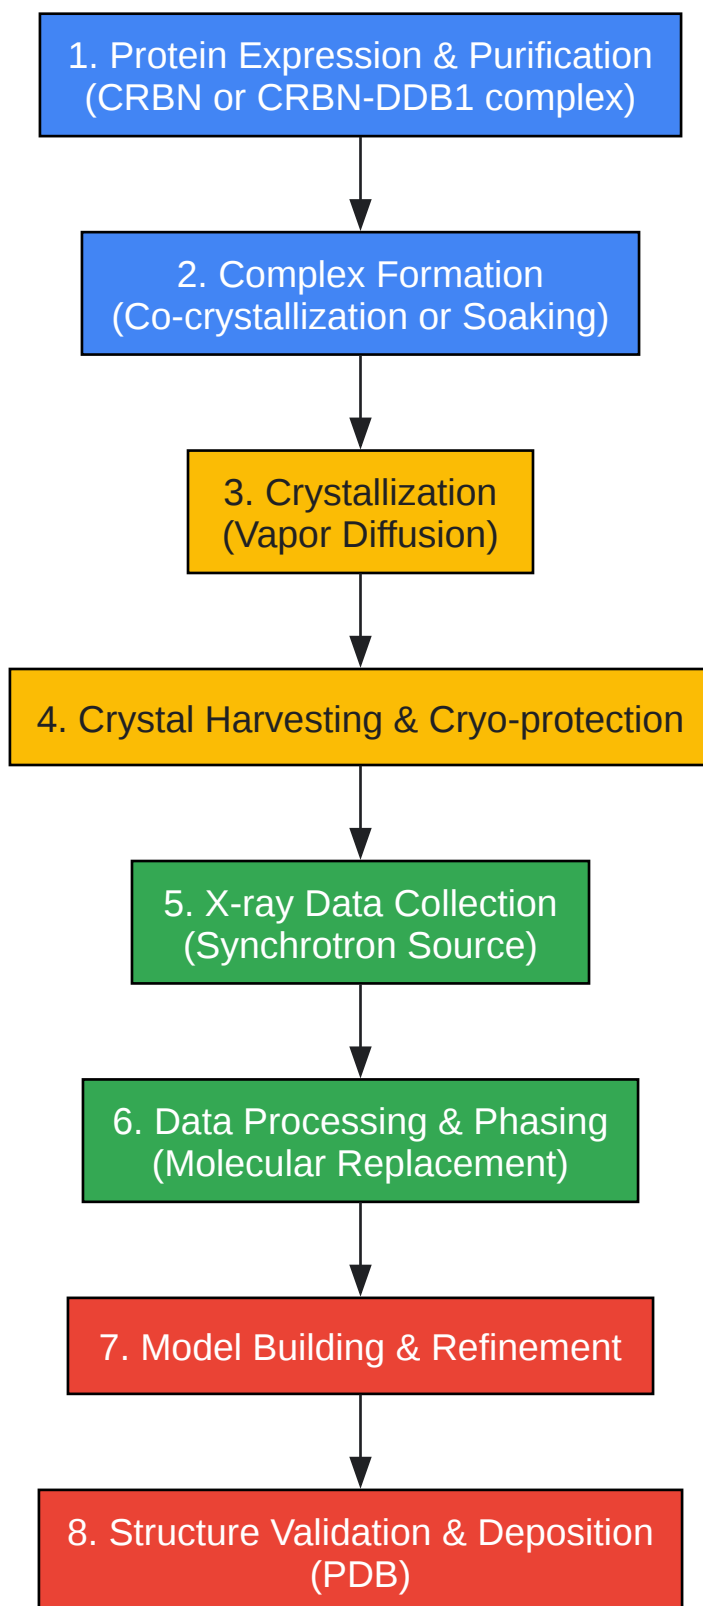 1. Protein Expression & Purification
(CRBN or CRBN-DDB1 complex)
2. Complex Formation
(Co-crystallization or Soaking)
3. Crystallization
(Vapor Diffusion)
4. Crystal Harvesting & Cryo-protection
5. X-ray Data Collection
(Synchrotron Source)
6. Data Processing & Phasing
(Molecular Replacement)
7. Model Building & Refinement
8. Structure Validation & Deposition
(PDB)